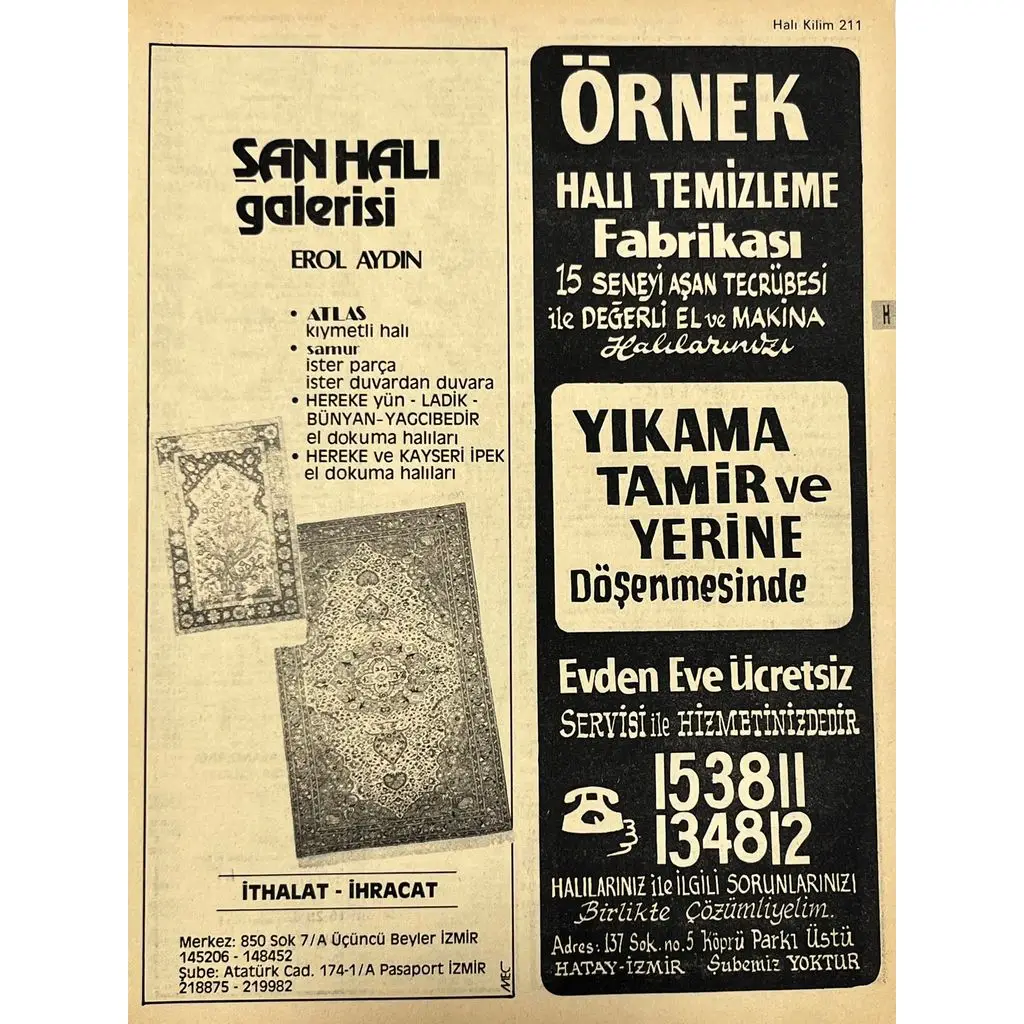 Halı Kilim 211
ŞAN HALI
galerisi
EROL AYDIN
• ATLAS
kıymetli halı
• samur
ister parça
ister duvardan duvara
• HEREKE yün - LADİK -
BÜNYAN-YAGCIBEDİR
el dokuma halıları
• HEREKE ve KAYSERİ İPEK
el dokuma halıları
İTHALAT - İHRACAT
Merkez: 850 Sok 7/A Üçüncü Beyler İZMİR
145206 - 148452
Şube: Atatürk Cad. 174-1/A Pasaport İZMİR
218875 - 219982
MEC
ÖRNEK
HALI TEMİZLEME
Fabrikası
15 SENEYİ AŞAN TECRÜBESİ
ile DEĞERLİ EL ve MAKİNA
Halılarınızı
YIKAMA
TAMİR ve
YERİNE
Döşenmesinde
Evden Eve Ücretsiz
SERVİSİ ile HİZMETİNİZDEDİR
153811
134812
HALILARINIZ ile İLGİLİ SORUNLARINIZI
Birlikte Çözümliyelim.
Adres: 137 Sok. no. 5 Köprü Parkı Üstü
HATAY-İZMİR Şubemiz YOKTUR
H